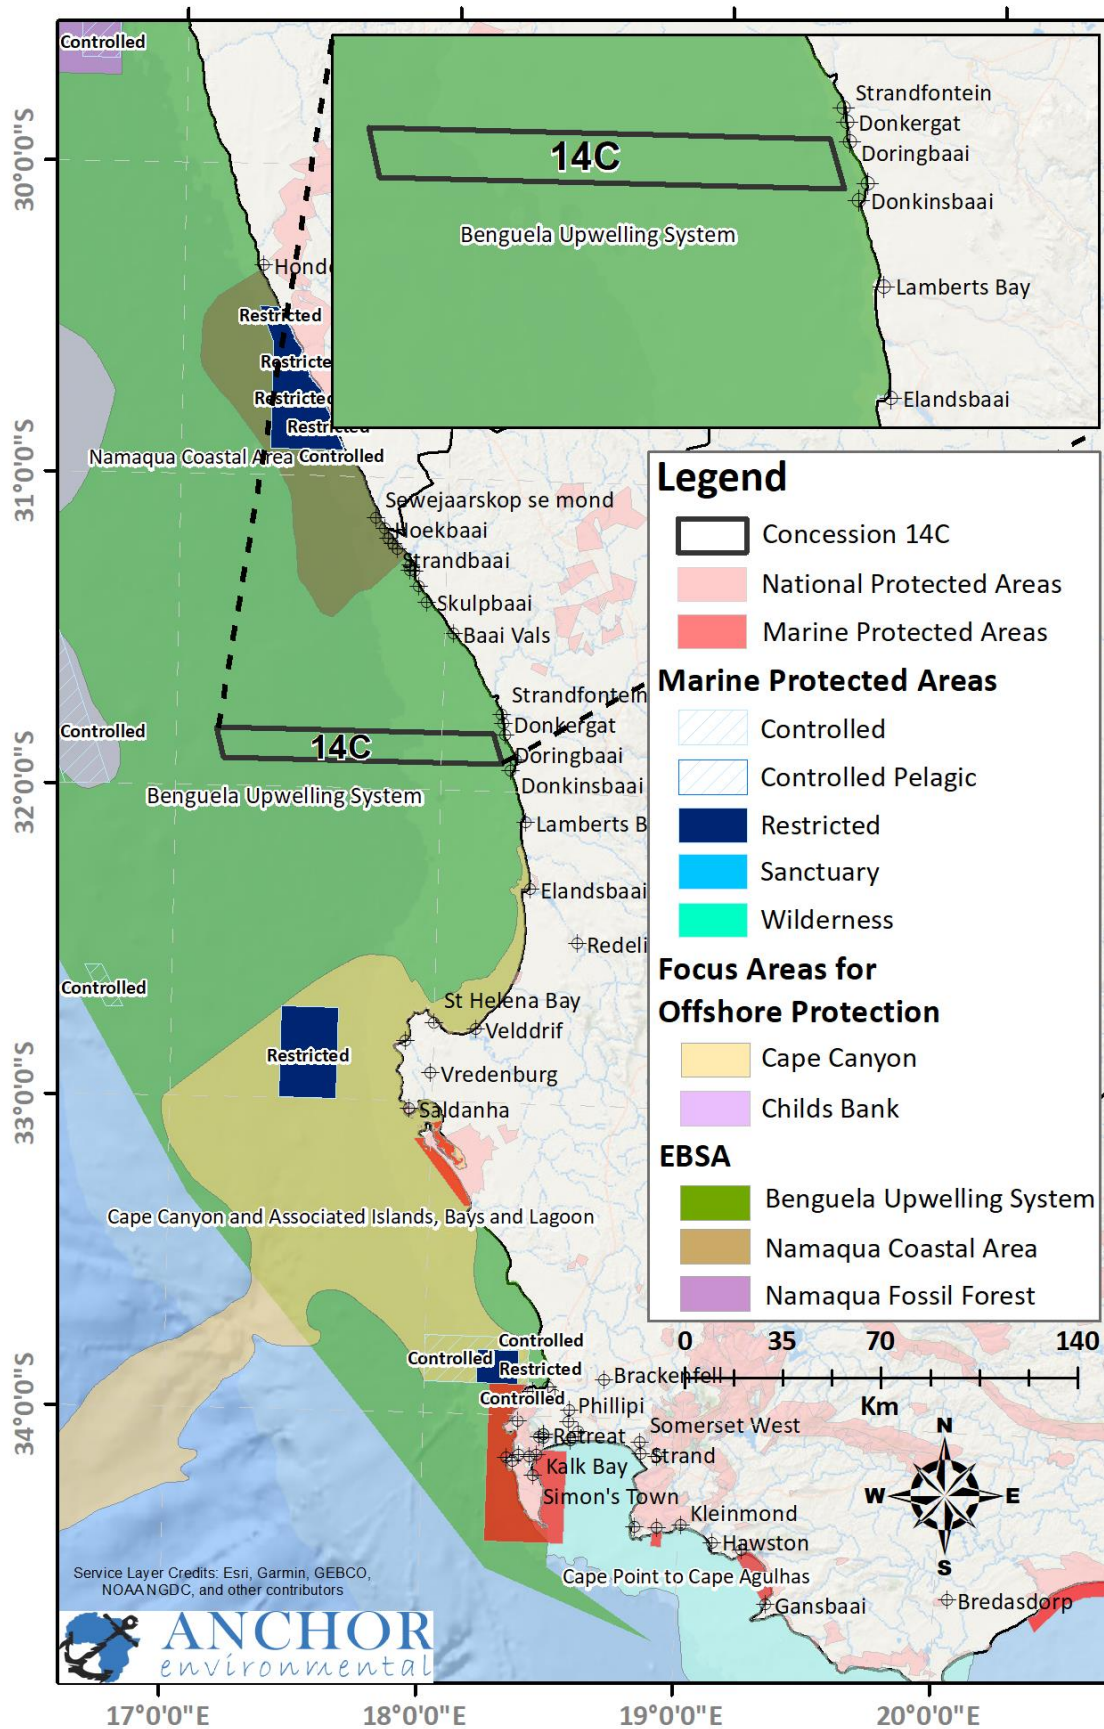 Controlled
Strandfontein
Donkergat
Doringbaai
14C
Donkinsbaai
Benguela Upwelling System
Lamberts Bay
Elandsbaai
30°0'0"S
31°0'0"S
32°0'0"S
33°0'0"S
34°0'0"S
Honde
Restricted
Restricte
Restricted
Restricted
Namaqua Coastal Area
Controlled
Sewejaarskop se mond
Hoekbaai
Strandbaai
Skulpbaai
Baai Vals
Strandfontein
Controlled
Donkergat
14C
Doringbaai
Donkinsbaai
Benguela Upwelling System
Lamberts B
Elandsbaai
Redeli
Controlled
St Helena Bay
Velddrif
Restricted
Vredenburg
Saldanha
Cape Canyon and Associated Islands, Bays and Lagoon
Controlled
Controlled
Restricted
Controlled
Brackenfell
Phillipi
Somerset West
Retreat
Strand
Kalk Bay
Simon's Town
Kleinmond
Hawston
Cape Point to Cape Agulhas
Gansbaai
Bredasdorp
Legend
Concession 14C
National Protected Areas
Marine Protected Areas
Marine Protected Areas
Controlled
Controlled Pelagic
Restricted
Sanctuary
Wilderness
Focus Areas for
Offshore Protection
Cape Canyon
Childs Bank
EBSA
Benguela Upwelling System
Namaqua Coastal Area
Namaqua Fossil Forest
0 35 70 140
Km
N
W E
S
Service Layer Credits: Esri, Garmin, GEBCO,
NOAA NGDC, and other contributors
ANCHOR
environmental
17°0'0"E 18°0'0"E 19°0'0"E 20°0'0"E